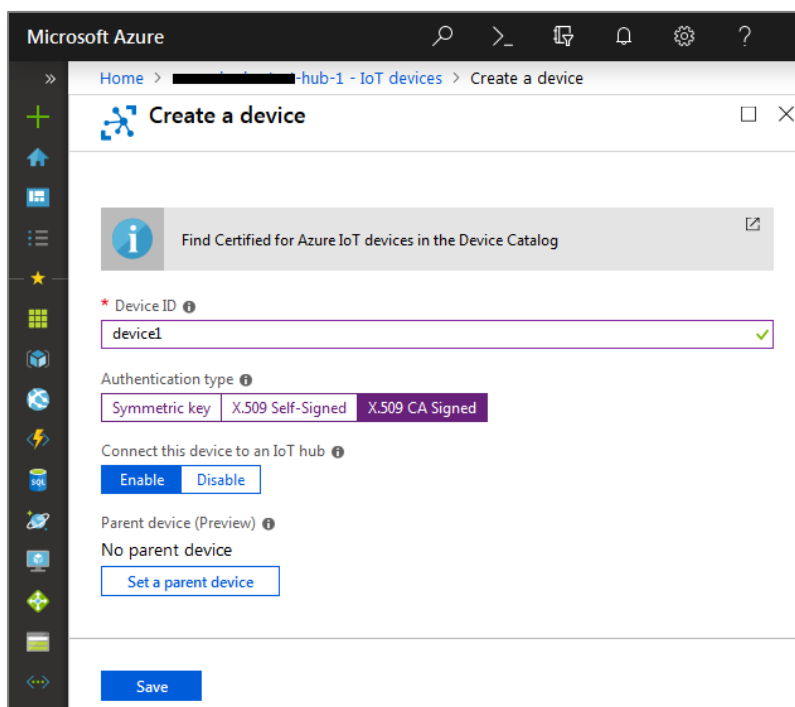 Microsoft Azure
Home > -hub-1 - IoT devices > Create a device
Create a device
Find Certified for Azure IoT devices in the Device Catalog
* Device ID
device1
Authentication type
Symmetric key X.509 Self-Signed X.509 CA Signed
Connect this device to an IoT hub
Enable Disable
Parent device (Preview)
No parent device
Set a parent device
Save
SQL